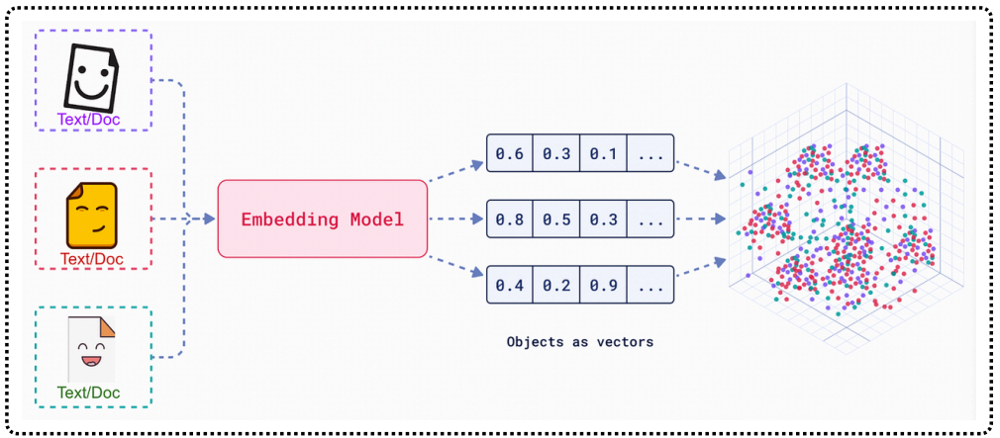 Text/Doc
Text/Doc
Text/Doc
Embedding Model
0.6 0.3 0.1 ...
0.8 0.5 0.3 ...
0.4 0.2 0.9 ...
Objects as vectors